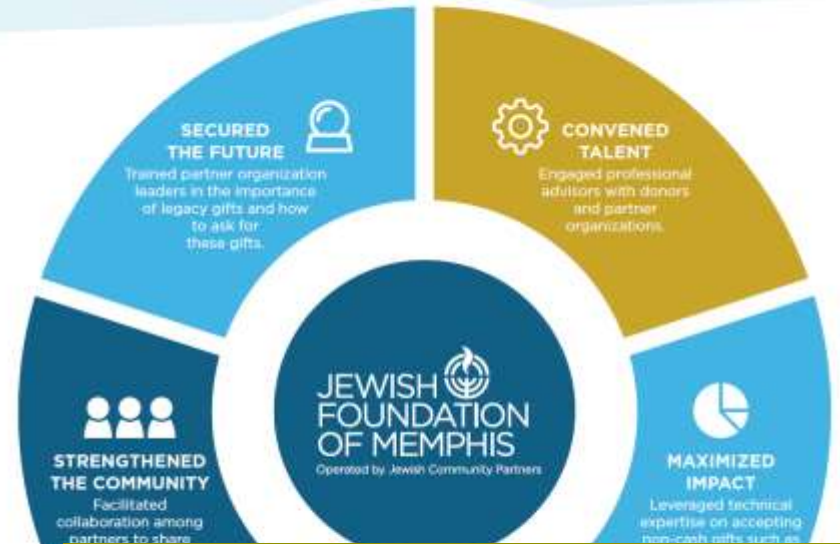 SECURED
THE FUTURE
Trained partner organization
leaders in the importance
of legacy gifts and how
to ask for
these gifts.
CONVENED
TALENT
Engaged professional
advisors with donors
and partner
organizations.
JEWISH
FOUNDATION
OF MEMPHIS
Operated by Jewish Community Partners
STRENGTHENED
THE COMMUNITY
Facilitated
collaboration among
partners to share
MAXIMIZED
IMPACT
Leveraged technical
expertise on accepting
non-cash gifts such as